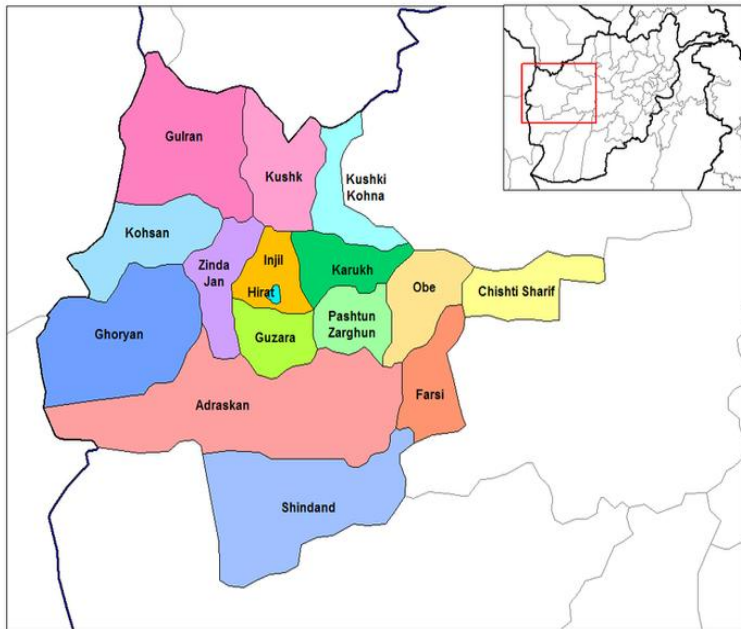 Gulran
Kushk
Kushki
Kohna
Kohsan
Zinda
Jan
Injil
Hirat
Karukh
Obe
Chishti Sharif
Ghoryan
Guzara
Pashtun
Zarghun
Adraskan
Farsi
Shindand